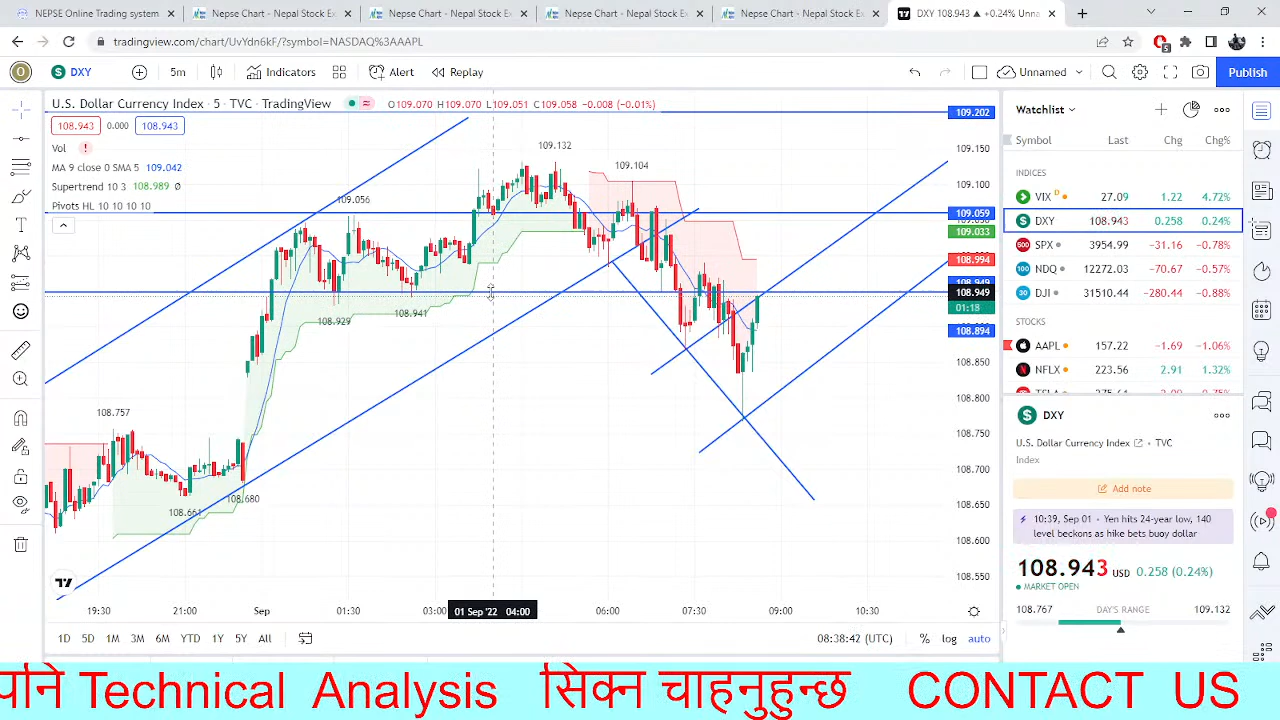 NEPSE Online Trading system
Nepse Chart - Nepal Stock Ex
Nepse Chart - Nepal Stock Ex
Nepse Chart - Nepal Stock Ex
Nepse Chart - Nepal Stock Ex
DXY 108.943 ▲ +0.24% Unna
tradingview.com/chart/UvYdn6kF/?symbol=NASDAQ%3AAAPL
5
O DXY 5m Indicators Alert Replay Unnamed Publish
U.S. Dollar Currency Index · 5 · TVC · TradingView O109.070 H109.070 L109.051 C109.058 −0.008 (−0.01%)
108.943 0.000 108.943
Vol !
MA 9 close 0 SMA 5 109.042
Supertrend 10 3 108.989 Ø
Pivots HL 10 10 10 10
109.132
109.104
109.056
108.929
108.941
108.757
108.661
108.680
109.202
109.150
109.100
109.059
109.033
108.994
108.949
01:18
108.894
108.850
108.800
108.750
108.700
108.650
108.600
108.550
19:30 21:00 Sep 01:30 03:00 01 Sep '22 04:00 06:00 07:30 09:00 10:30
1D 5D 1M 3M 6M YTD 1Y 5Y All 08:38:42 (UTC) % log auto
Watchlist
Symbol Last Chg Chg%
INDICES
VIX D 27.09 1.22 4.72%
DXY 108.943 0.258 0.24%
SPX 3954.99 −31.16 −0.78%
NDQ 12272.03 −70.67 −0.57%
DJI 31510.44 −280.44 −0.88%
STOCKS
AAPL 157.22 −1.69 −1.06%
NFLX 223.56 2.91 1.32%
DXY
U.S. Dollar Currency Index · TVC
Index
Add note
10:39, Sep 01 · Yen hits 24-year low, 140
level beckons as hike bets buoy dollar
108.943 USD 0.258 (0.24%)
MARKET OPEN
108.767 DAY'S RANGE 109.132
पनि Technical Analysis सिक्न चाहनुहुन्छ CONTACT US